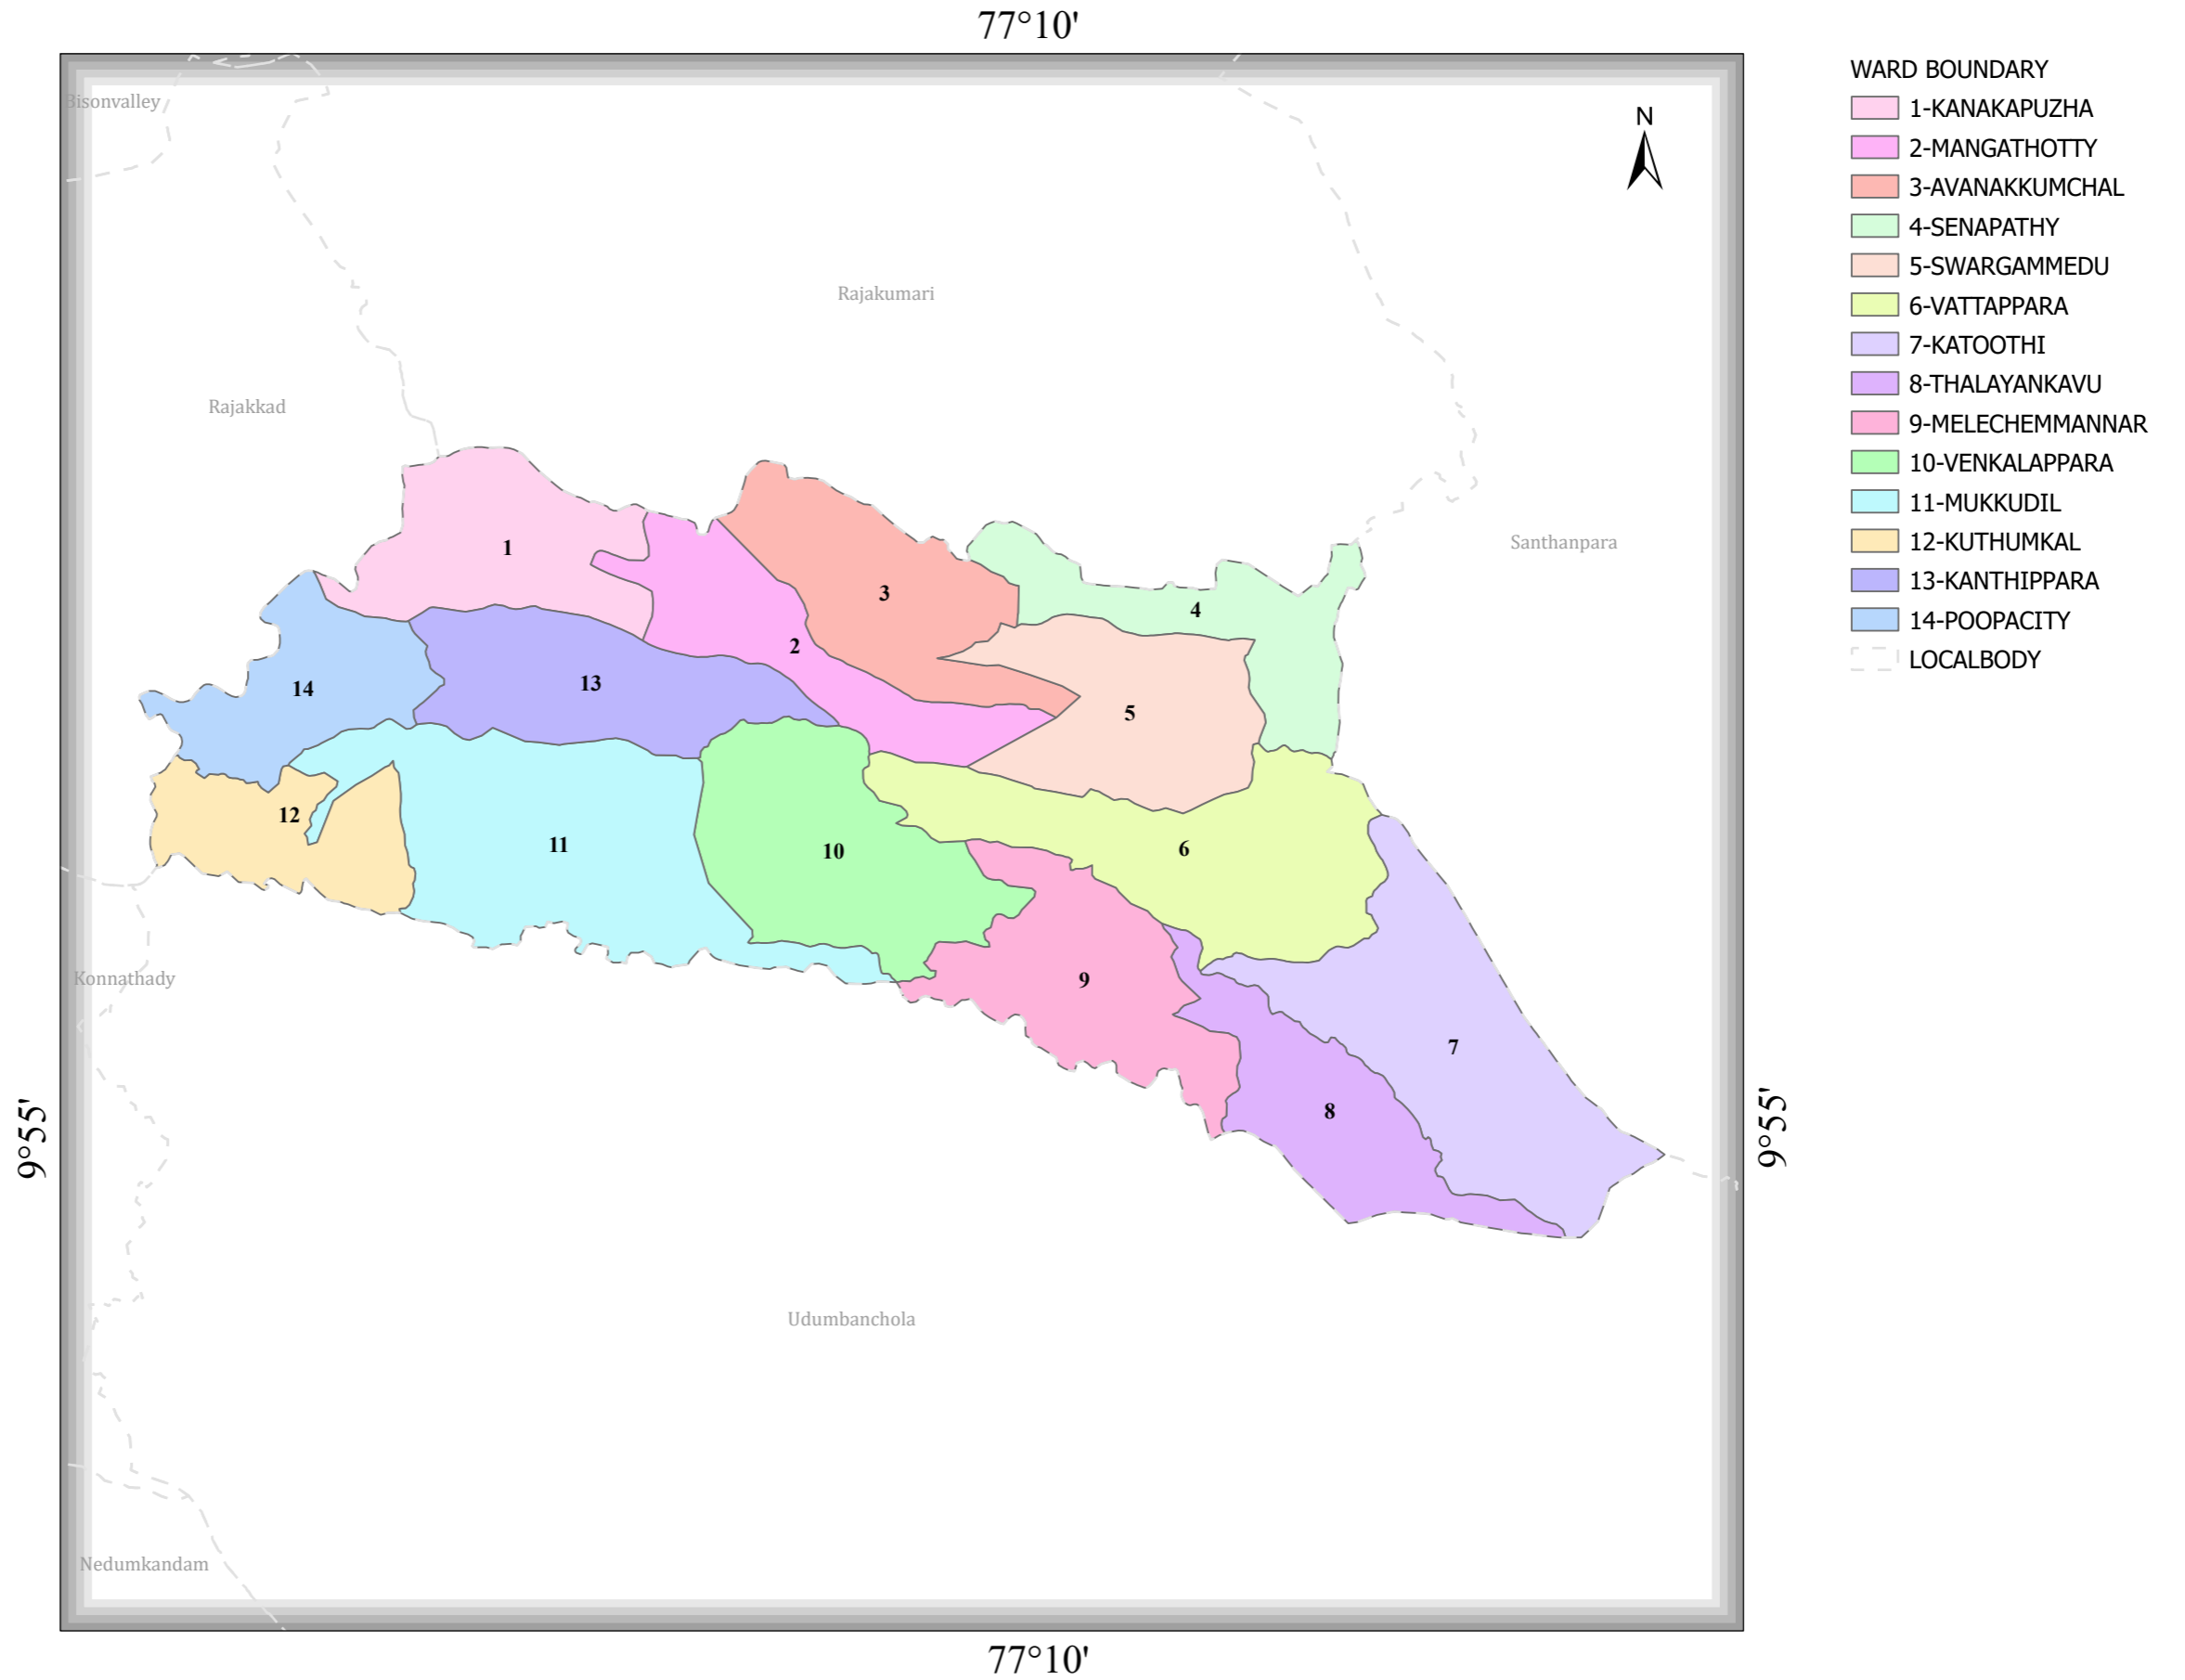 77°10'
WARD BOUNDARY
1-KANAKAPUZHA
2-MANGATHOTTY
3-AVANAKKUMCHAL
4-SENAPATHY
5-SWARGAMMEDU
6-VATTAPPARA
7-KATOOTHI
8-THALAYANKAVU
9-MELECHEMMANNAR
10-VENKALAPPARA
11-MUKKUDIL
12-KUTHUMKAL
13-KANTHIPPARA
14-POOPACITY
LOCALBODY
Bisonvalley
N
Rajakumari
Rajakkad
Santhanpara
1
3
4
2
13
14
5
12
11
10
6
Konnathady
9
7
8
9°55'
9°55'
Udumbanchola
Nedumkandam
77°10'